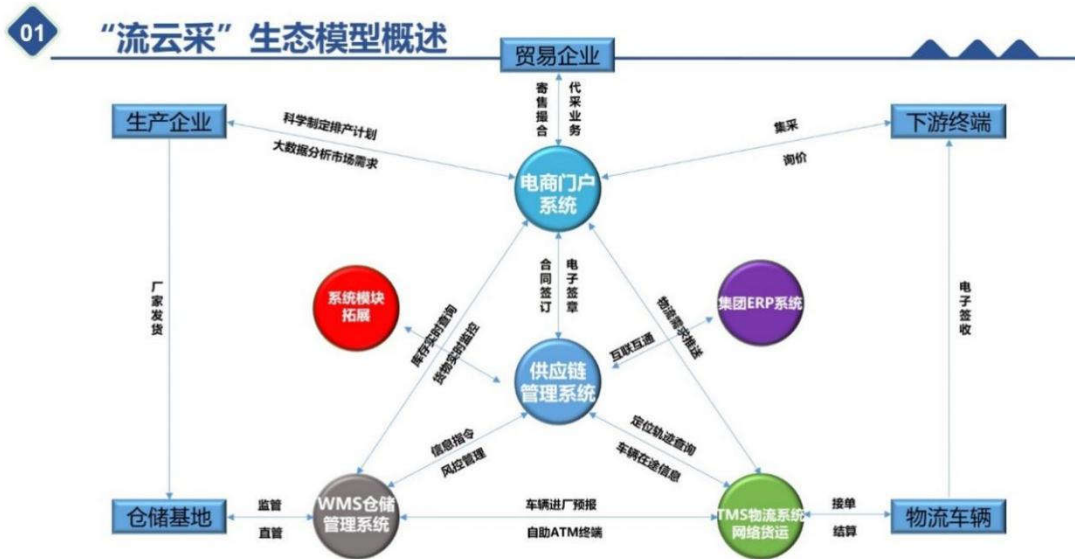 01
“流云采”生态模型概述
贸易企业
生产企业
下游终端
寄售撮合
代采业务
科学制定排产计划
大数据分析市场需求
集采
询价
电商门户
系统
厂家发货
合同签订
电子签章
电子签收
系统模块
拓展
集团ERP系统
库存实时查询
货物实时监控
物流需求推送
互联互通
供应链
管理系统
信息指令
风控管理
定位轨迹查询
车辆在途信息
仓储基地
监管
直管
WMS仓储
管理系统
车辆进厂预报
自助ATM终端
TMS物流系统
网络货运
接单
结算
物流车辆